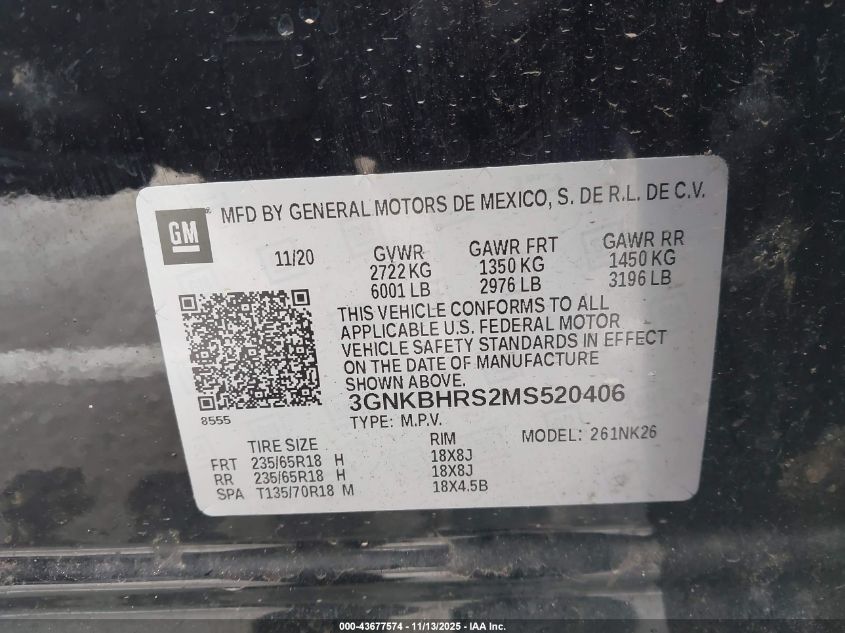 GM
MFD BY GENERAL MOTORS DE MEXICO, S. DE R.L. DE C.V.
11/20 GVWR GAWR FRT GAWR RR
2722 KG 1350 KG 1450 KG
6001 LB 2976 LB 3196 LB
THIS VEHICLE CONFORMS TO ALL
APPLICABLE U.S. FEDERAL MOTOR
VEHICLE SAFETY STANDARDS IN EFFECT
ON THE DATE OF MANUFACTURE
SHOWN ABOVE.
8555
3GNKBHRS2MS520406
TYPE: M.P.V. MODEL: 261NK26
TIRE SIZE RIM
FRT 235/65R18 H 18X8J
RR 235/65R18 H 18X8J
SPA T135/70R18 M 18X4.5B
000-43677574 - 11/13/2025 - IAA Inc.